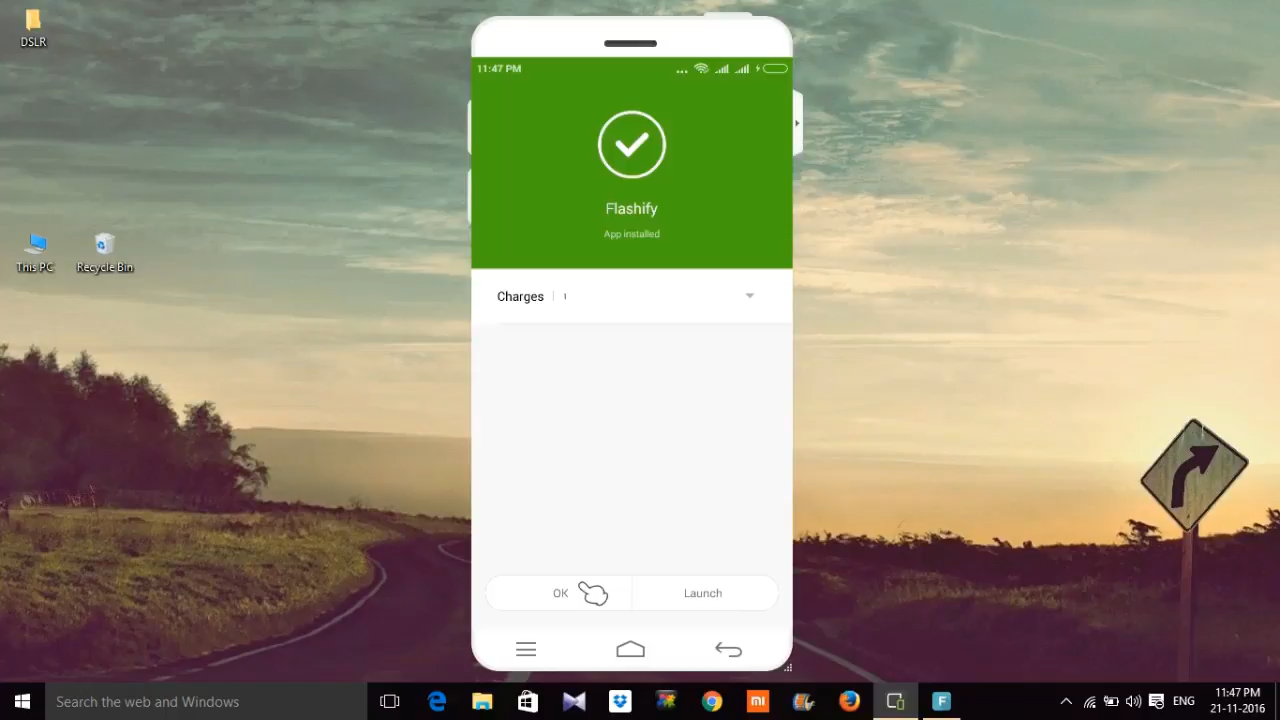 DSLR
This PC
Recycle Bin
11:47 PM
Flashify
App installed
Charges
OK
Launch
Search the web and Windows
mi
F
ENG
11:47 PM
21-11-2016